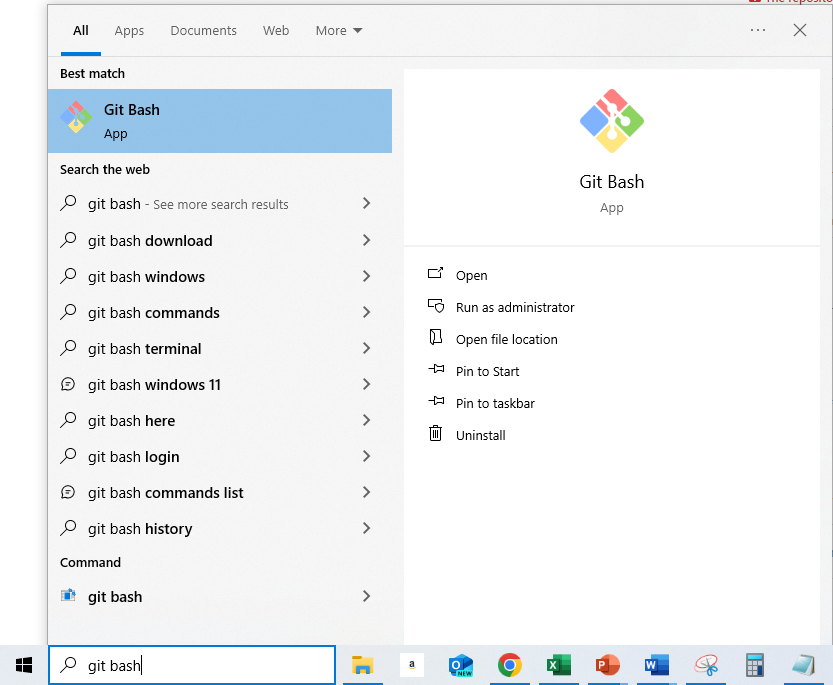 The reposito
All Apps Documents Web More
Best match
Git Bash
App
Search the web
git bash - See more search results
git bash download
git bash windows
git bash commands
git bash terminal
git bash windows 11
git bash here
git bash login
git bash commands list
git bash history
Command
git bash
Git Bash
App
Open
Run as administrator
Open file location
Pin to Start
Pin to taskbar
Uninstall
git bash
a
O NEW
X
P
W